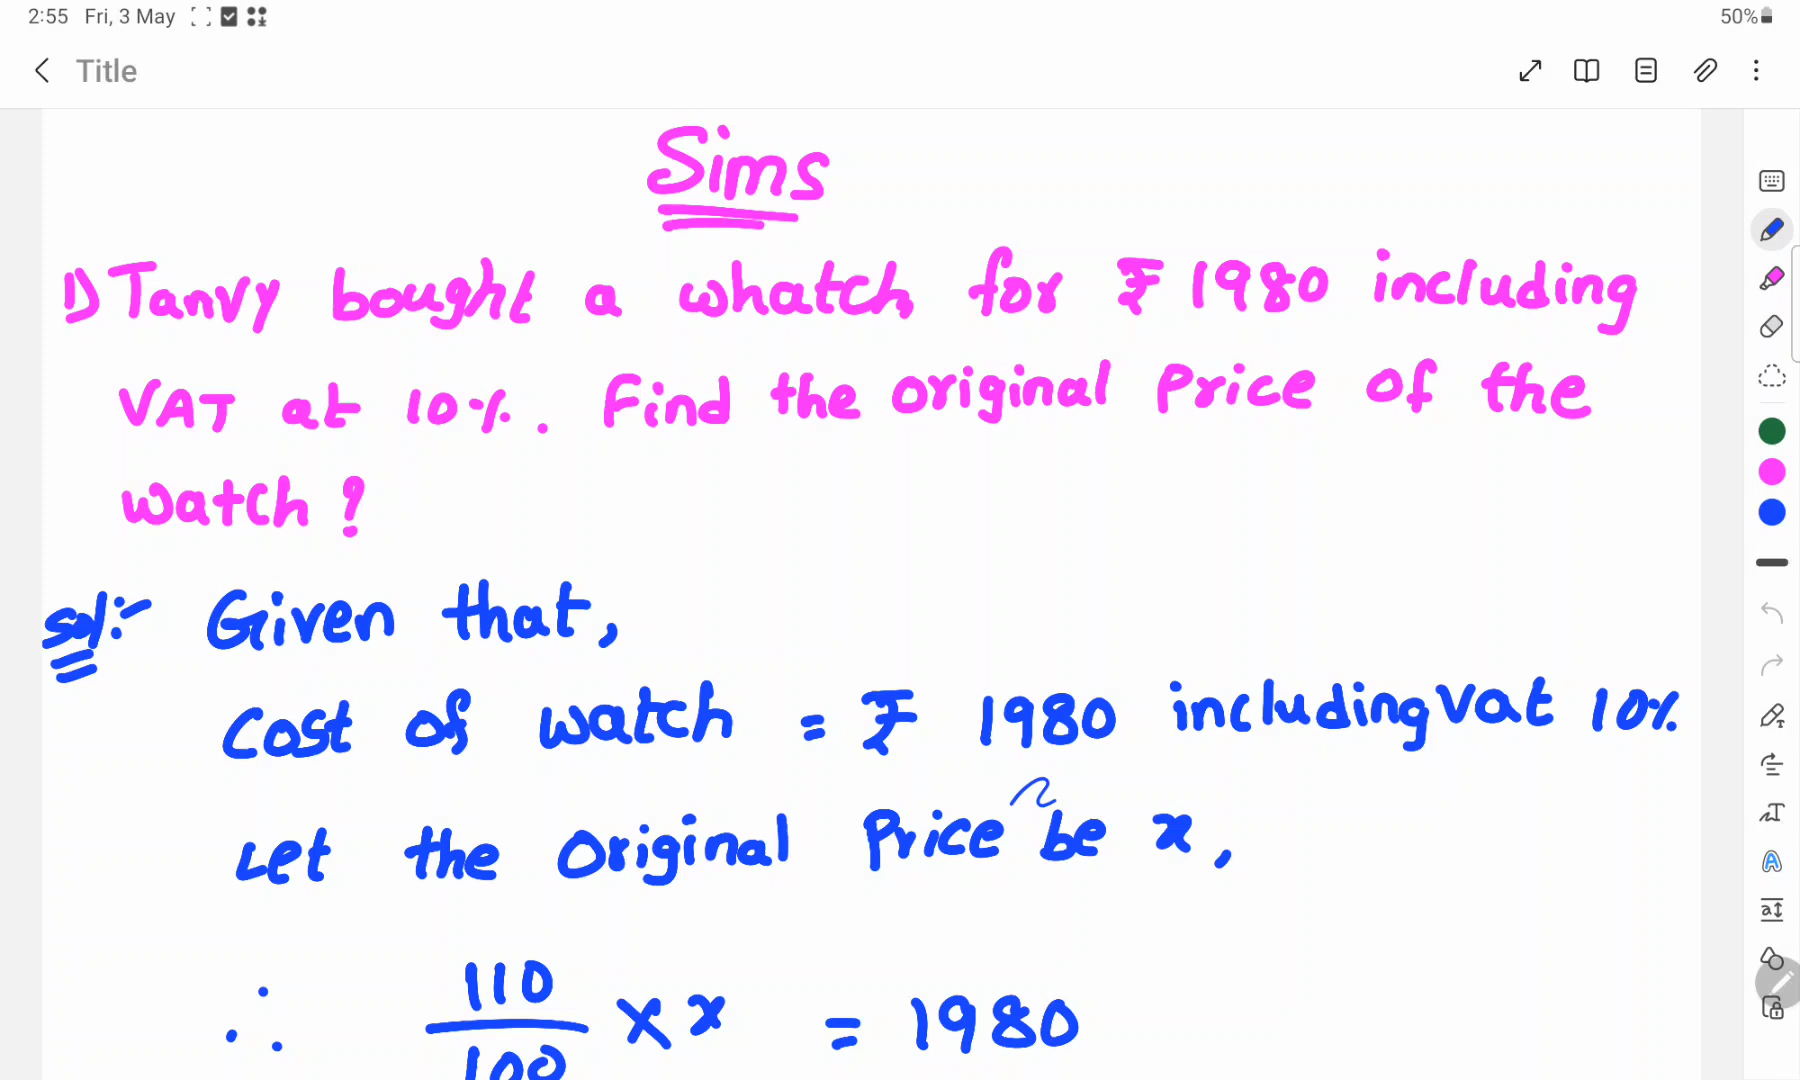 2:55 Fri, 3 May
50%
Title
Sims
1) Tanvy bought a whatch for ₹ 1980 including
VAT at 10%. Find the original Price of the
watch?
Sol:- Given that,
Cost of watch = ₹ 1980 including vat 10%
Let the Original Price be x,
∴ 110/100 × x = 1980